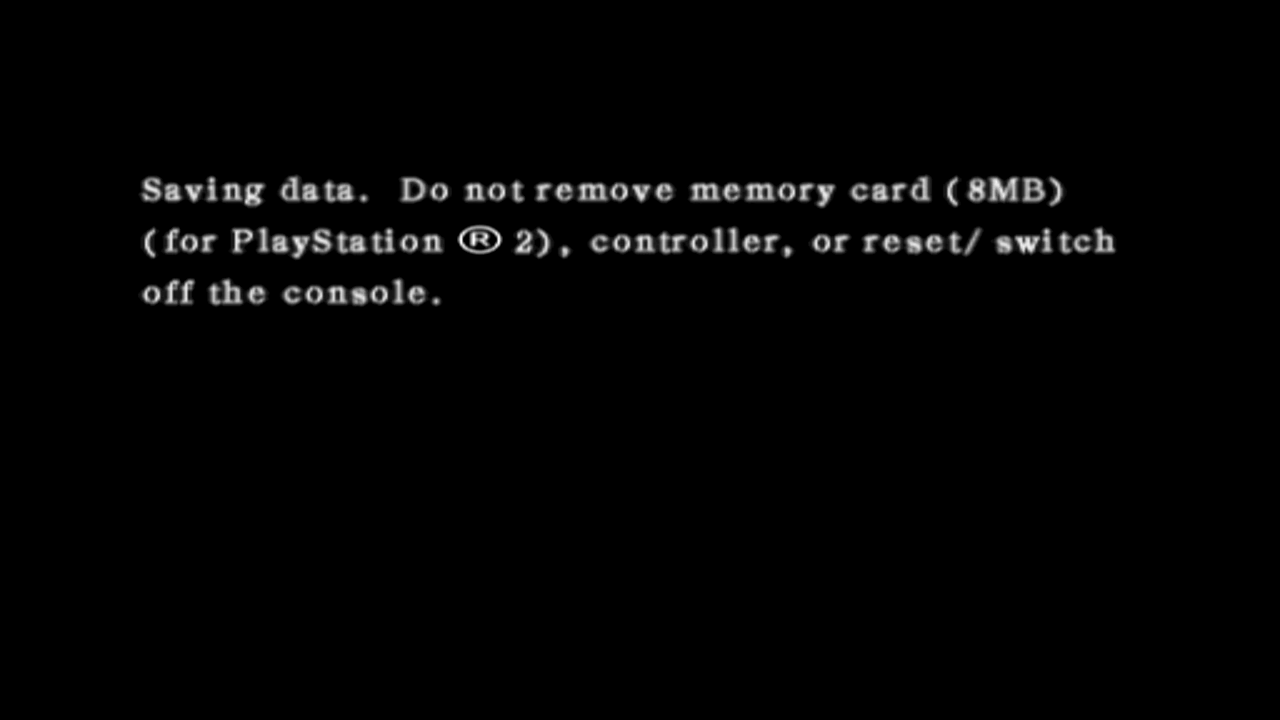 Saving data.  Do not remove memory card (8MB)
(for PlayStation ® 2), controller, or reset/ switch
off the console.